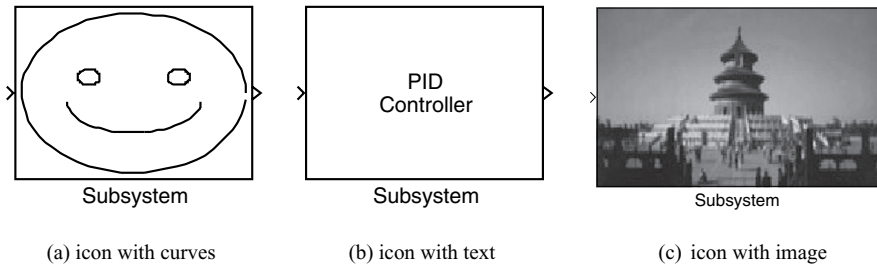 PID
Controller
Subsystem
Subsystem
Subsystem
(a) icon with curves
(b) icon with text
(c) icon with image